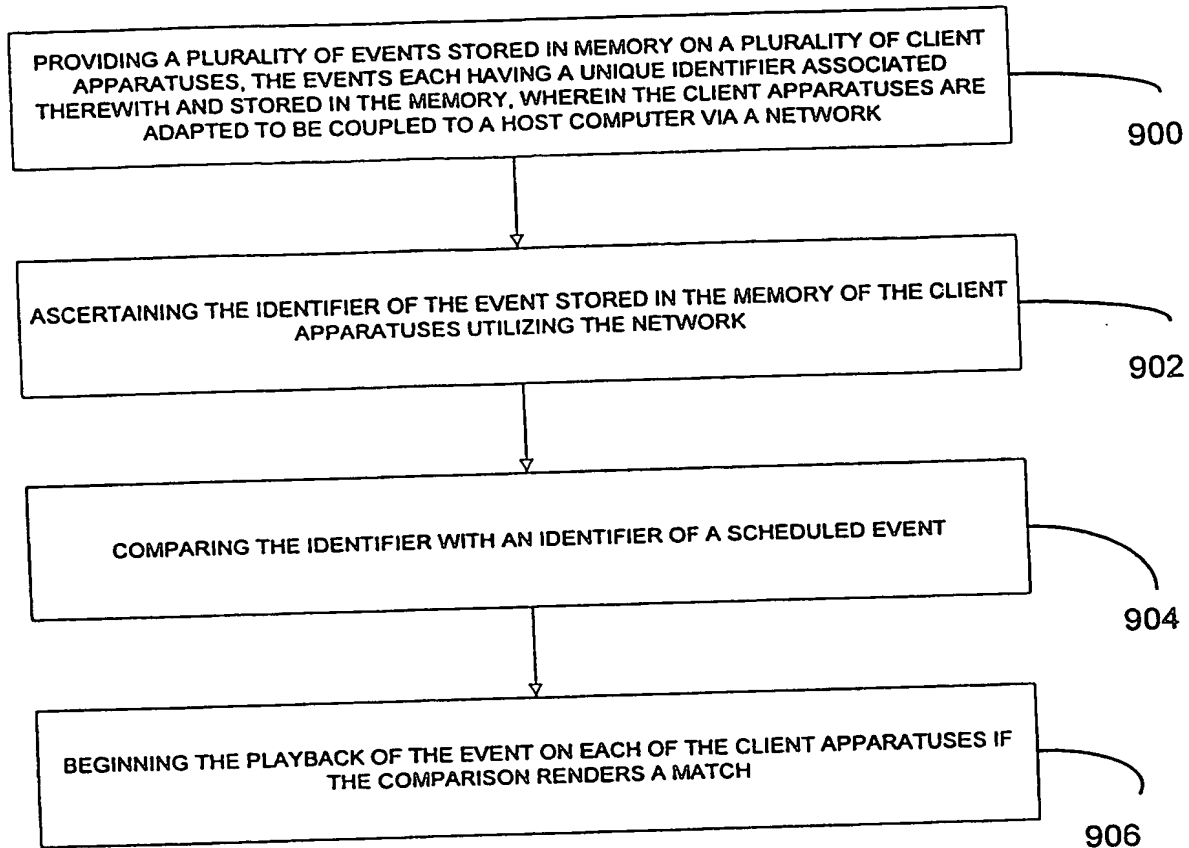 PROVIDING A PLURALITY OF EVENTS STORED IN MEMORY ON A PLURALITY OF CLIENT
APPARATUSES, THE EVENTS EACH HAVING A UNIQUE IDENTIFIER ASSOCIATED
THEREWITH AND STORED IN THE MEMORY, WHEREIN THE CLIENT APPARATUSES ARE
ADAPTED TO BE COUPLED TO A HOST COMPUTER VIA A NETWORK
900
ASCERTAINING THE IDENTIFIER OF THE EVENT STORED IN THE MEMORY OF THE CLIENT
APPARATUSES UTILIZING THE NETWORK
902
COMPARING THE IDENTIFIER WITH AN IDENTIFIER OF A SCHEDULED EVENT
904
BEGINNING THE PLAYBACK OF THE EVENT ON EACH OF THE CLIENT APPARATUSES IF
THE COMPARISON RENDERS A MATCH
906